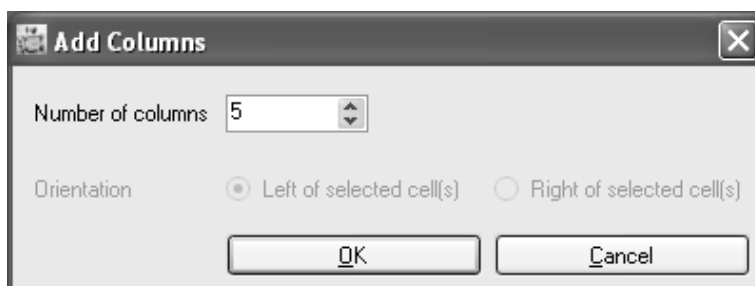 Add Columns
Number of columns 5
Orientation Left of selected cell(s) Right of selected cell(s)
OK Cancel